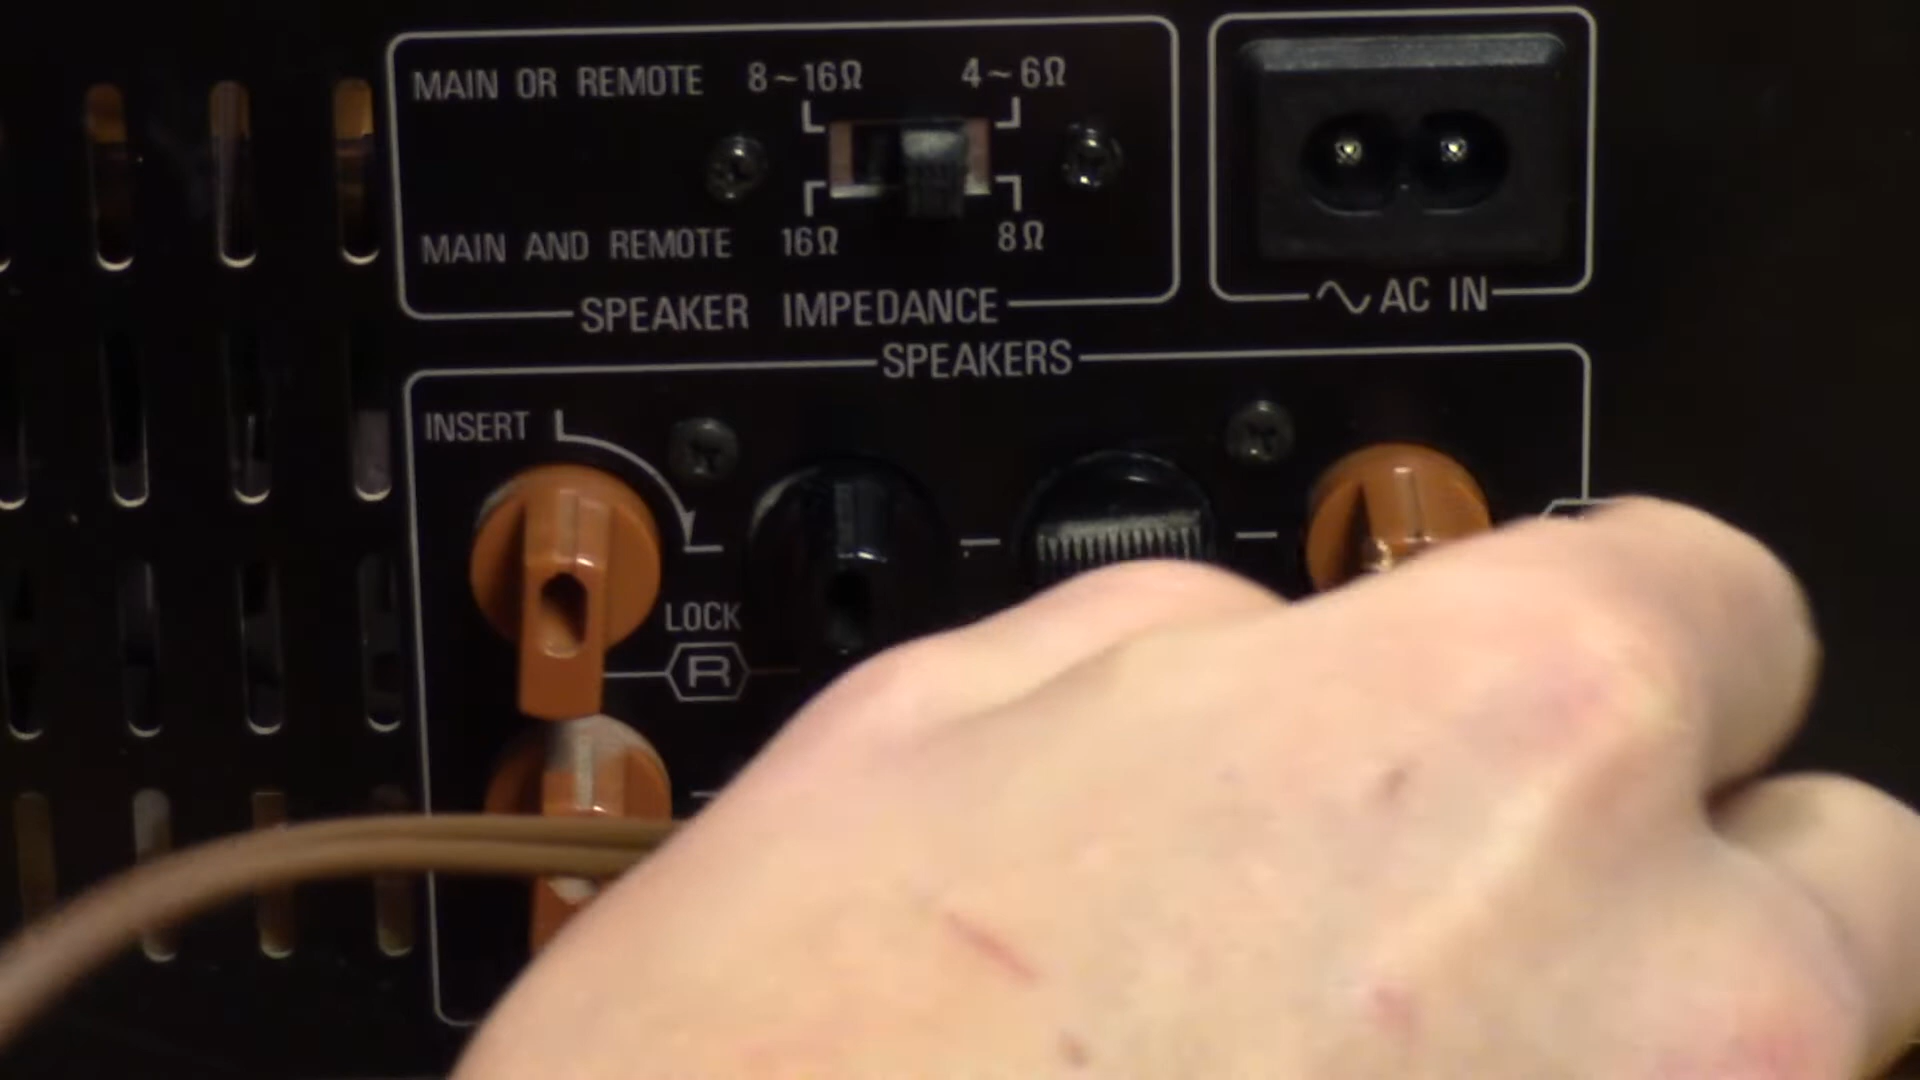 MAIN OR REMOTE 8~16Ω 4~6Ω
MAIN AND REMOTE 16Ω 8Ω
SPEAKER IMPEDANCE
∿ AC IN
SPEAKERS
INSERT
LOCK
R